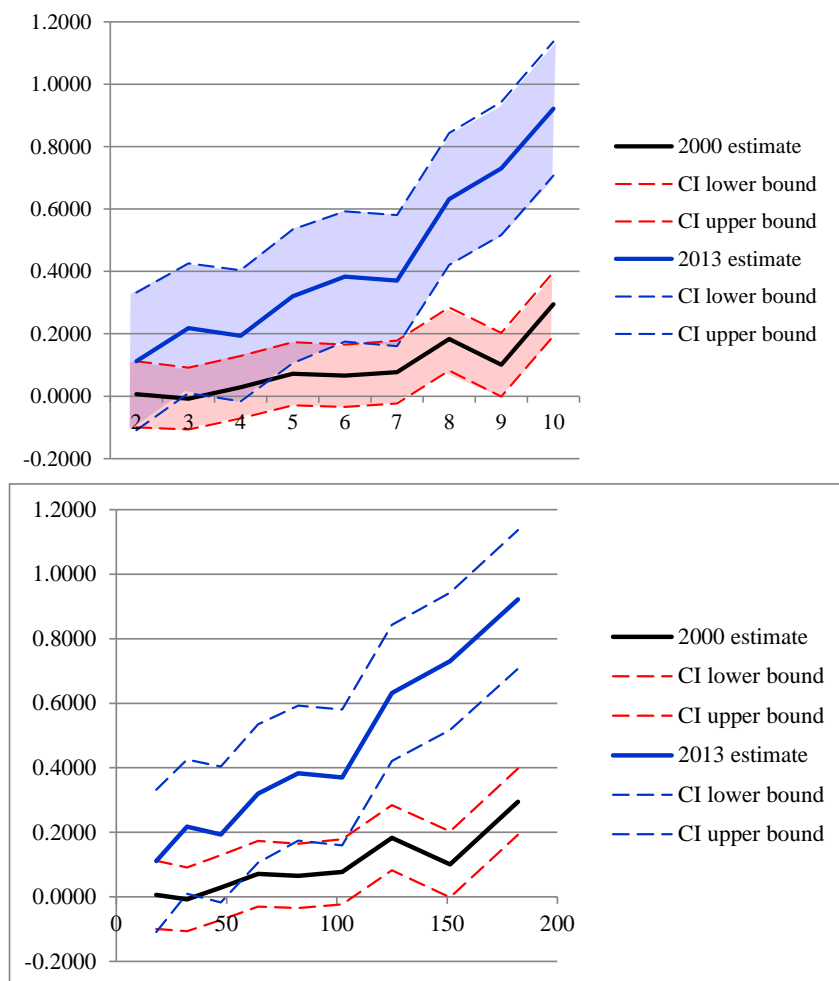 1.2000
1.0000
0.8000
0.6000
0.4000
0.2000
0.0000
-0.2000
2 3 4 5 6 7 8 9 10
2000 estimate
CI lower bound
CI upper bound
2013 estimate
CI lower bound
CI upper bound
1.2000
1.0000
0.8000
0.6000
0.4000
0.2000
0.0000
-0.2000
0 50 100 150 200
2000 estimate
CI lower bound
CI upper bound
2013 estimate
CI lower bound
CI upper bound